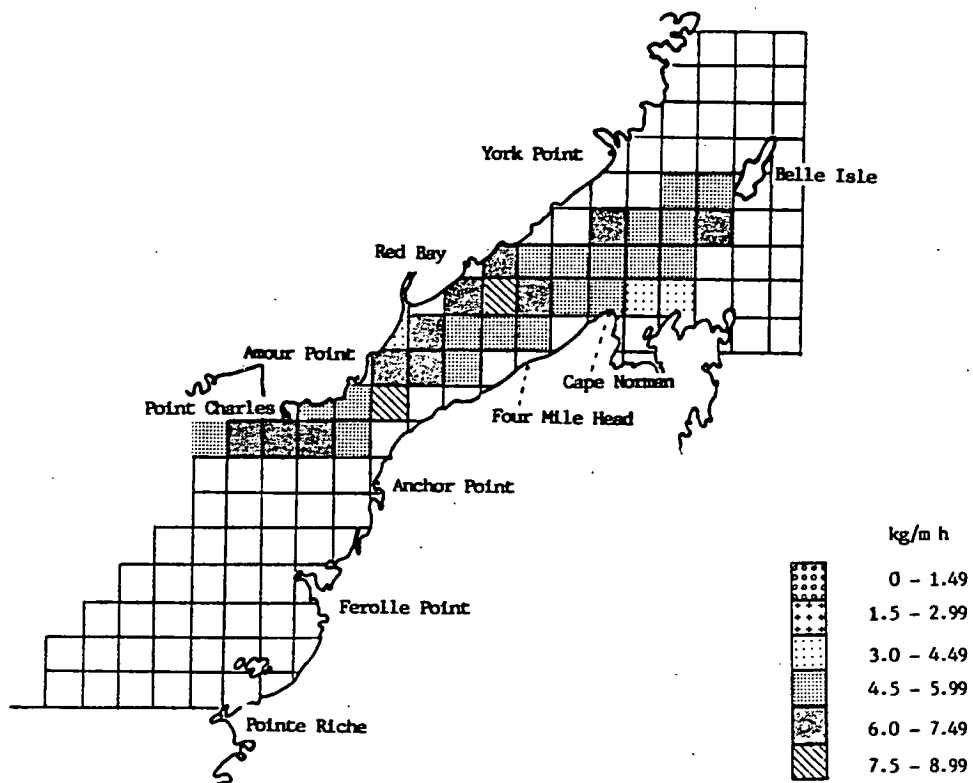 York Point
Belle Isle
Red Bay
Amour Point
Cape Norman
Point Charles
Four Mile Head
Anchor Point
kg/m h
0 - 1.49
1.5 - 2.99
Ferolle Point
3.0 - 4.49
4.5 - 5.99
Pointe Riche
6.0 - 7.49
7.5 - 8.99